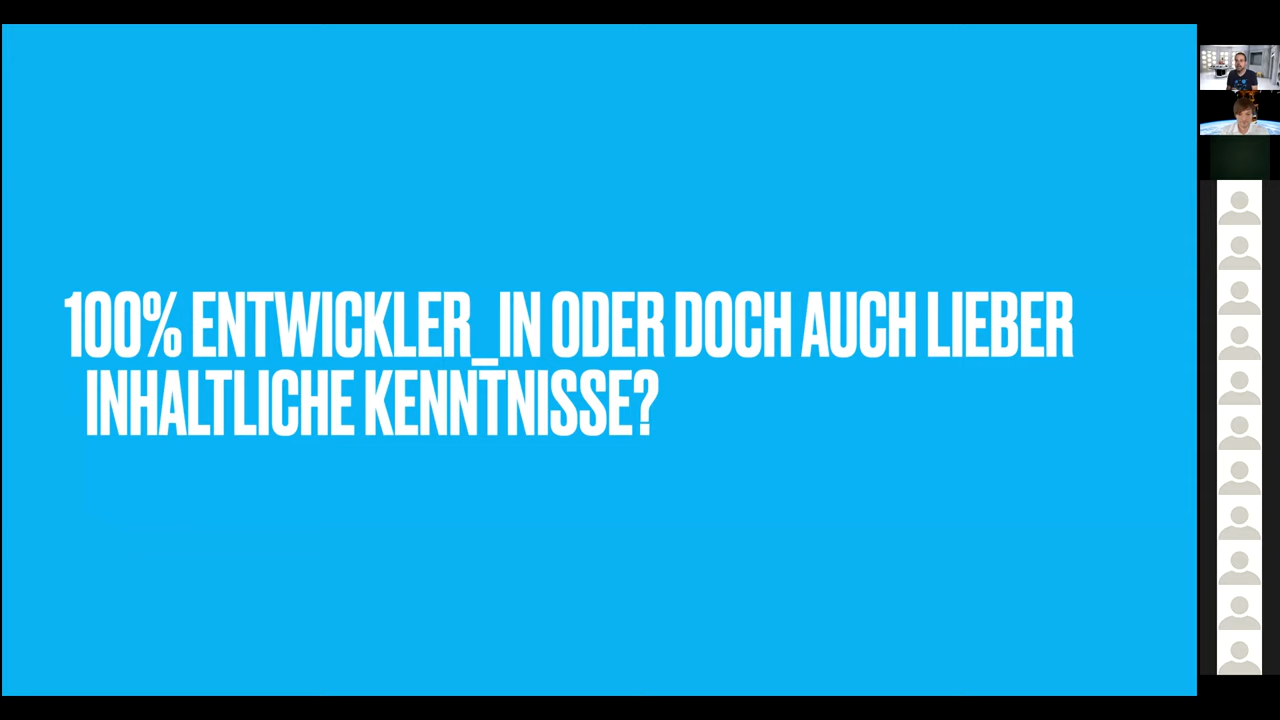 100% ENTWICKLER_IN ODER DOCH AUCH LIEBER
INHALTLICHE KENNTNISSE?